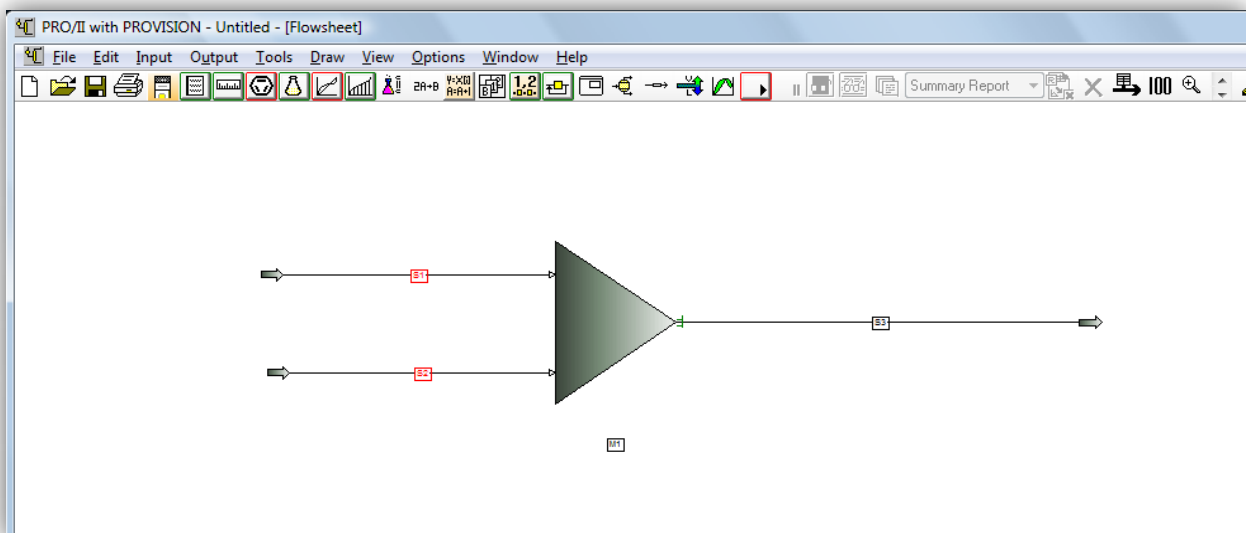 PRO/II with PROVISION - Untitled - [Flowsheet]
File Edit Input Output Tools Draw View Options Window Help
2A→B Y=X[I] A=A+I 1,2 Summary Report 100
S1
S3
S2
M1